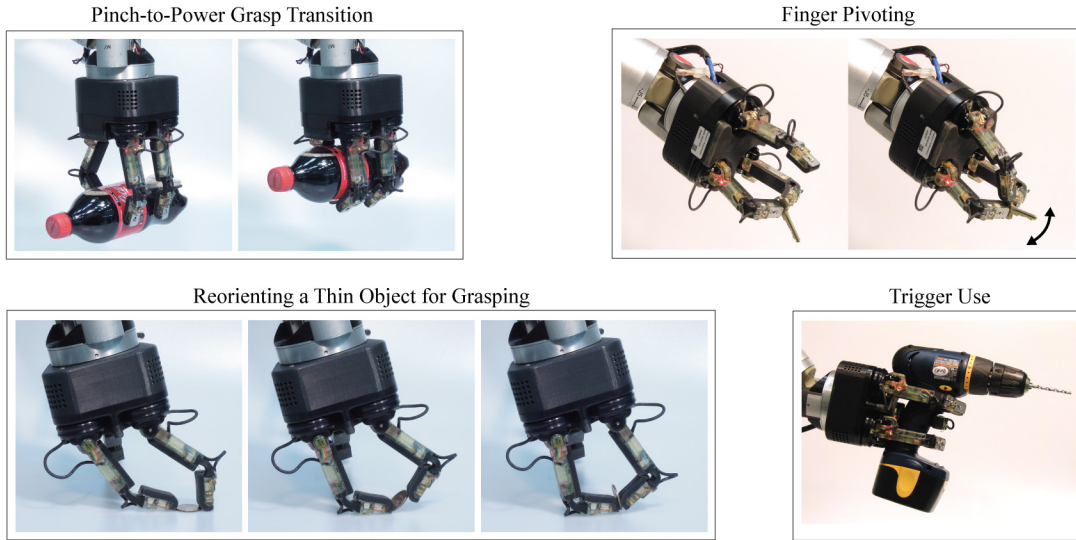 Pinch-to-Power Grasp Transition
Finger Pivoting
Reorienting a Thin Object for Grasping
Trigger Use